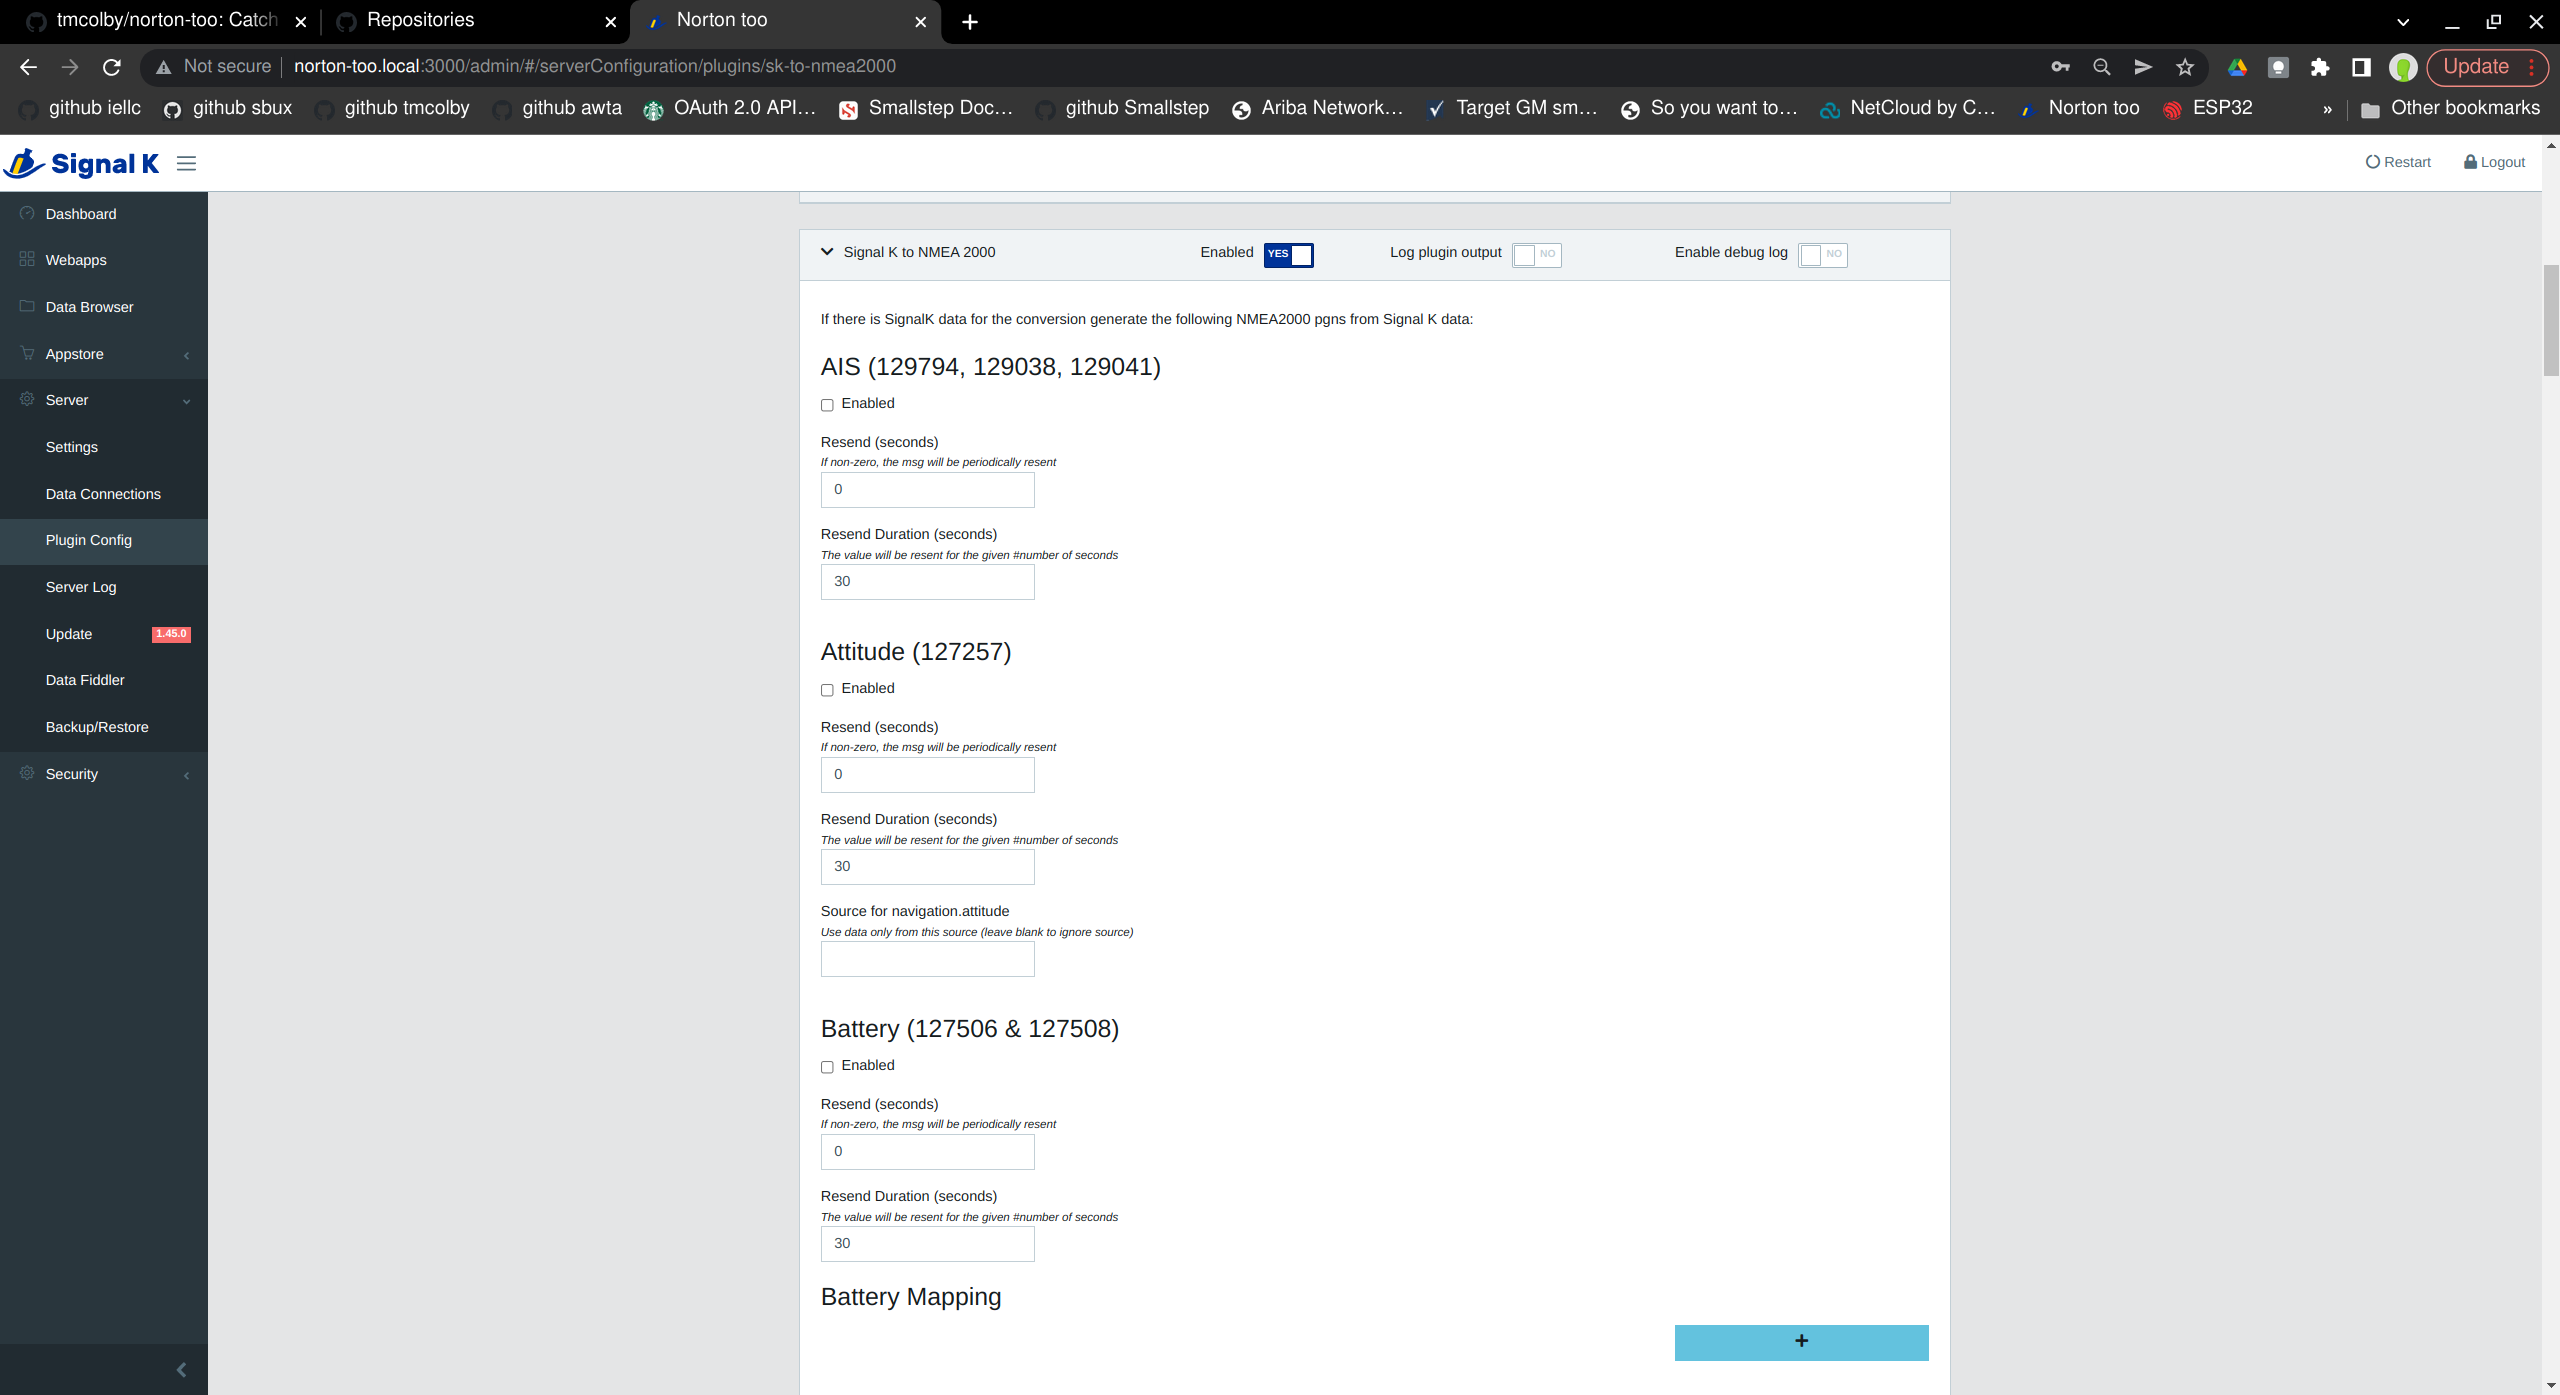 tmcolby/norton-too: Catch
Repositories
Norton too
Not secure
norton-too.local:3000/admin/#/serverConfiguration/plugins/sk-to-nmea2000
Update
github iellc
github sbux
github tmcolby
github awta
OAuth 2.0 API…
Smallstep Doc…
github Smallstep
Ariba Network…
Target GM sm…
So you want to…
NetCloud by C…
Norton too
ESP32
»
Other bookmarks
Signal K
Restart
Logout
Dashboard
Webapps
Data Browser
Appstore
Server
Settings
Data Connections
Plugin Config
Server Log
Update 1.45.0
Data Fiddler
Backup/Restore
Security
Signal K to NMEA 2000
Enabled YES
Log plugin output NO
Enable debug log NO
If there is SignalK data for the conversion generate the following NMEA2000 pgns from Signal K data:
AIS (129794, 129038, 129041)
Enabled
Resend (seconds)
If non-zero, the msg will be periodically resent
0
Resend Duration (seconds)
The value will be resent for the given #number of seconds
30
Attitude (127257)
Enabled
Resend (seconds)
If non-zero, the msg will be periodically resent
0
Resend Duration (seconds)
The value will be resent for the given #number of seconds
30
Source for navigation.attitude
Use data only from this source (leave blank to ignore source)
Battery (127506 & 127508)
Enabled
Resend (seconds)
If non-zero, the msg will be periodically resent
0
Resend Duration (seconds)
The value will be resent for the given #number of seconds
30
Battery Mapping
+